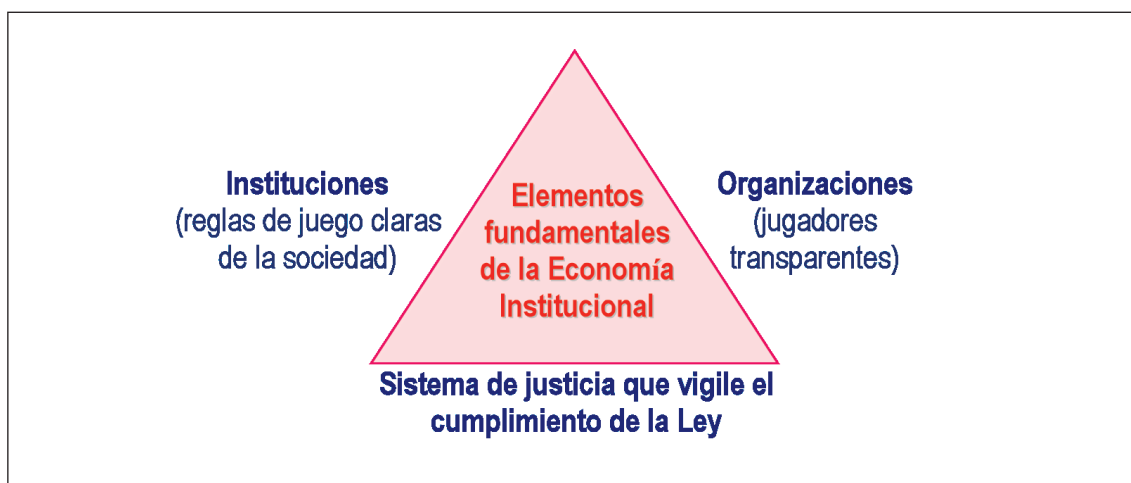 Instituciones
(reglas de juego claras
de la sociedad)
Elementos
fundamentales
de la Economía
Institucional
Organizaciones
(jugadores
transparentes)
Sistema de justicia que vigile el
cumplimiento de la Ley